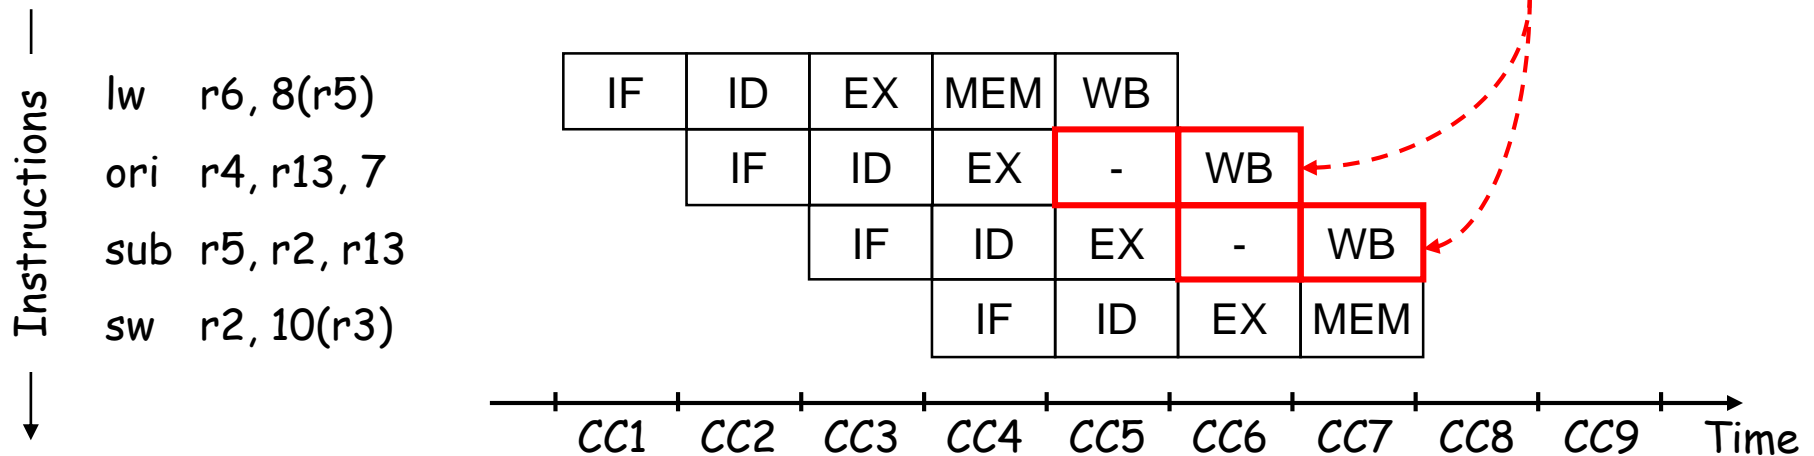 Instructions
lw r6, 8(r5) IF ID EX MEM WB
ori r4, r13, 7 IF ID EX - WB
sub r5, r2, r13 IF ID EX - WB
sw r2, 10(r3) IF ID EX MEM
CC1 CC2 CC3 CC4 CC5 CC6 CC7 CC8 CC9 Time